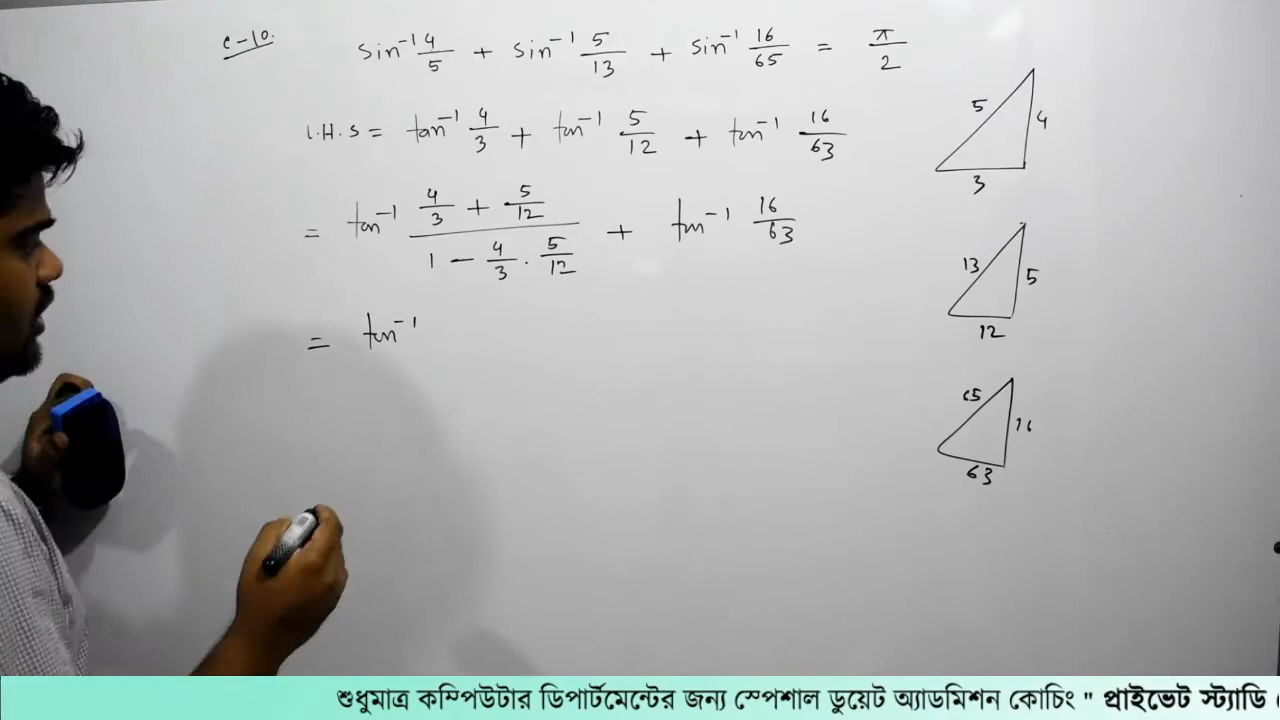 c-10.
sin⁻¹ 4/5 + sin⁻¹ 5/13 + sin⁻¹ 16/65 = π/2
L.H.S = tan⁻¹ 4/3 + tan⁻¹ 5/12 + tan⁻¹ 16/63
= tan⁻¹ (4/3 + 5/12)/(1 - 4/3 . 5/12) + tan⁻¹ 16/63
= tan⁻¹
5
4
3
13
5
12
65
16
63
শুধুমাত্র কম্পিউটার ডিপার্টমেন্টের জন্য স্পেশাল ডুয়েট অ্যাডমিশন কোচিং " প্রাইভেট স্ট্যাডি